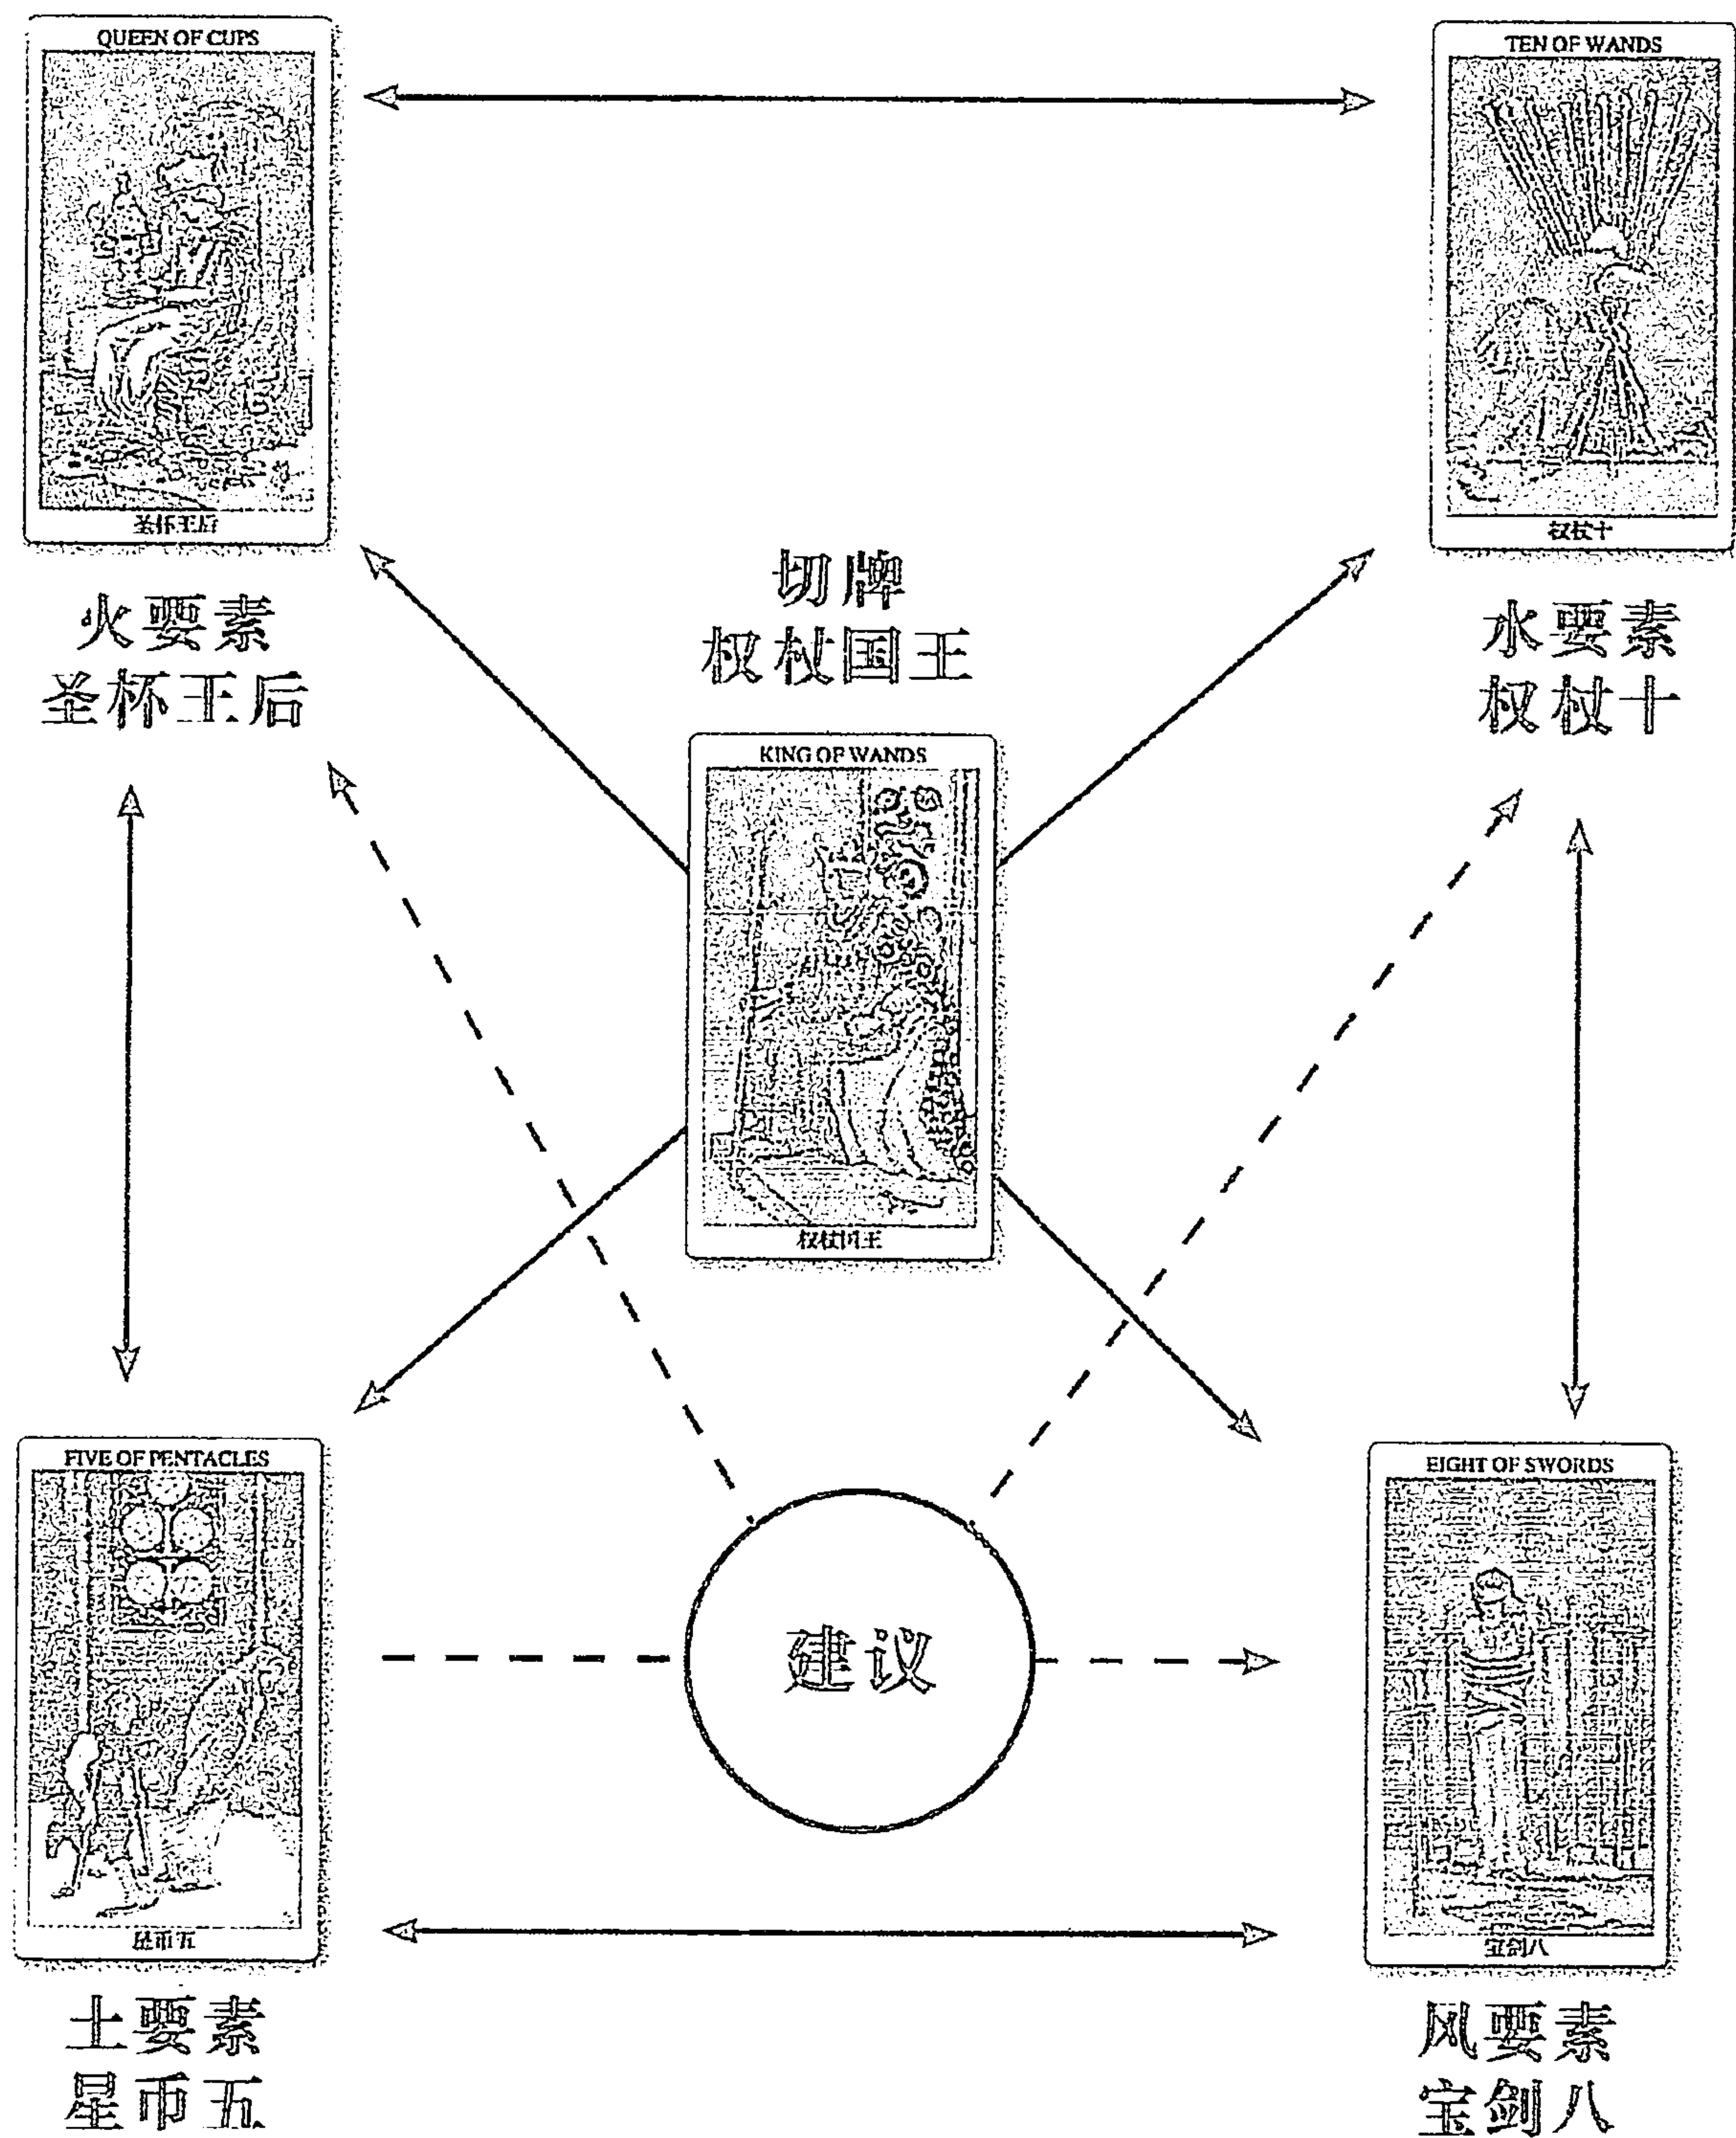 QUEEN OF CUPS
圣杯王后
火要素
圣杯王后
TEN OF WANDS
权杖十
水要素
权杖十
切牌
权杖国王
KING OF WANDS
权杖国王
建议
FIVE OF PENTACLES
星币五
土要素
星币五
EIGHT OF SWORDS
宝剑八
风要素
宝剑八